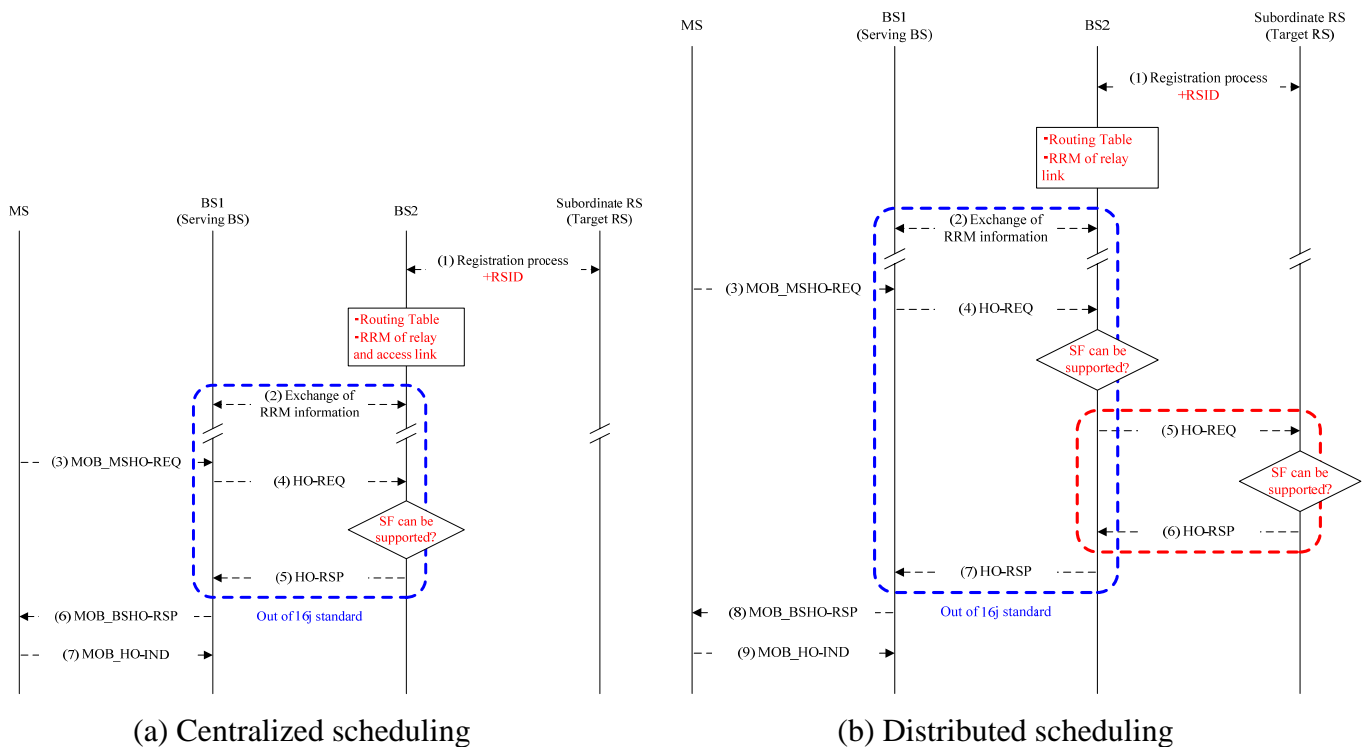 MS
BS1
(Serving BS)
BS2
Subordinate RS
(Target RS)
(1) Registration process
+RSID
-Routing Table
-RRM of relay
and access link
(2) Exchange of
RRM information
(3) MOB_MSHO-REQ
(4) HO-REQ
SF can be
supported?
(5) HO-RSP
(6) MOB_BSHO-RSP
Out of 16j standard
(7) MOB_HO-IND
(a) Centralized scheduling
MS
BS1
(Serving BS)
BS2
Subordinate RS
(Target RS)
(1) Registration process
+RSID
-Routing Table
-RRM of relay
link
(2) Exchange of
RRM information
(3) MOB_MSHO-REQ
(4) HO-REQ
SF can be
supported?
(5) HO-REQ
SF can be
supported?
(6) HO-RSP
(7) HO-RSP
(8) MOB_BSHO-RSP
Out of 16j standard
(9) MOB_HO-IND
(b) Distributed scheduling